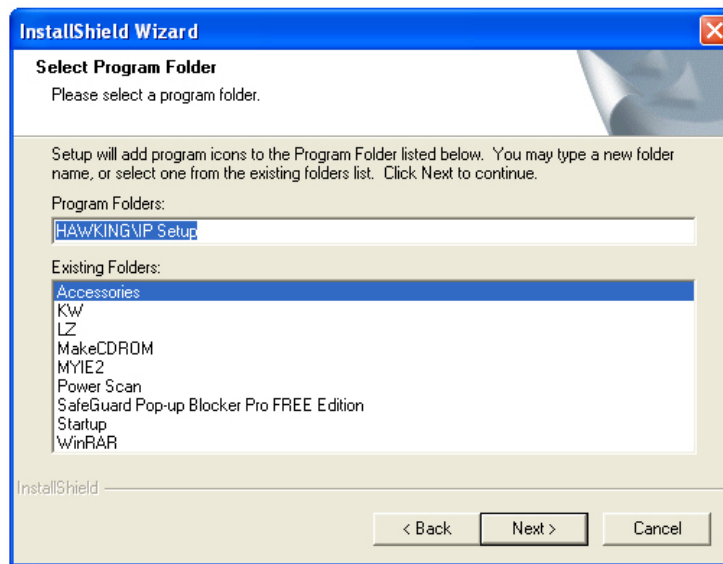 InstallShield Wizard
Select Program Folder
Please select a program folder.
Setup will add program icons to the Program Folder listed below. You may type a new folder
name, or select one from the existing folders list. Click Next to continue.
Program Folders:
HAWKING\IP Setup
Existing Folders:
Accessories
KW
LZ
MakeCDROM
MYIE2
Power Scan
SafeGuard Pop-up Blocker Pro FREE Edition
Startup
WinRAR
InstallShield
< Back Next > Cancel